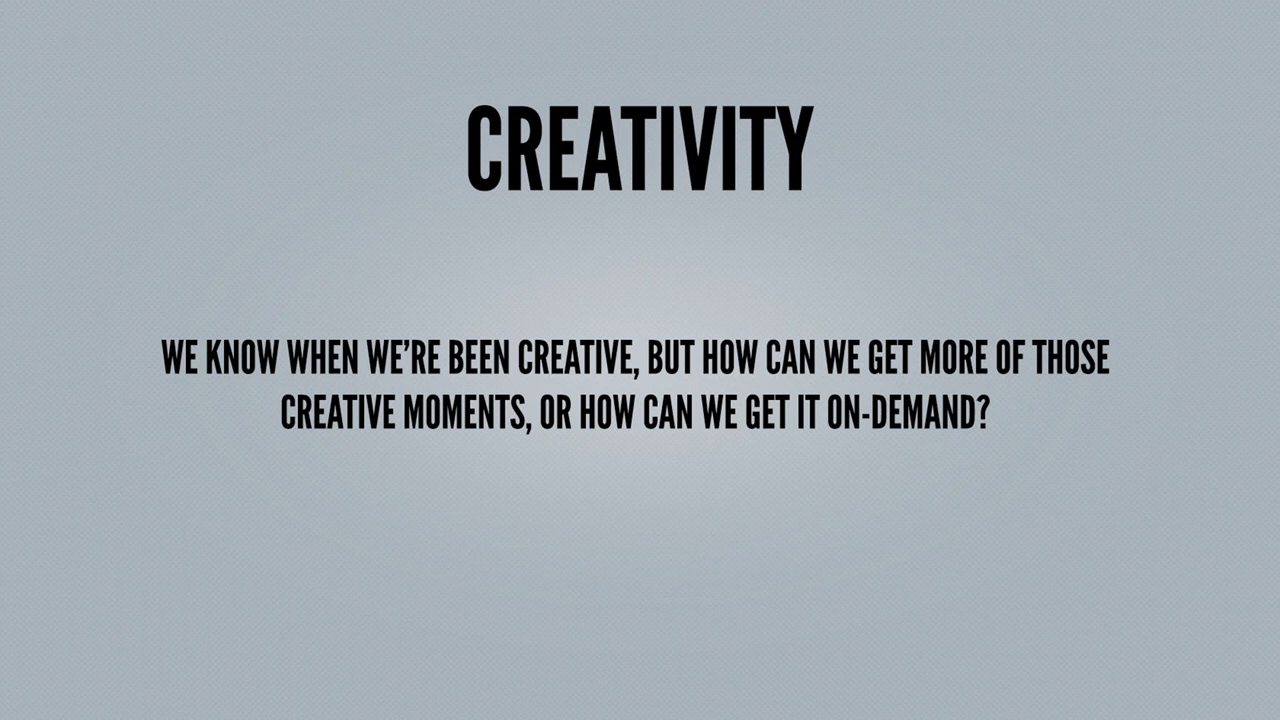 CREATIVITY
WE KNOW WHEN WE’RE BEEN CREATIVE, BUT HOW CAN WE GET MORE OF THOSE
CREATIVE MOMENTS, OR HOW CAN WE GET IT ON-DEMAND?